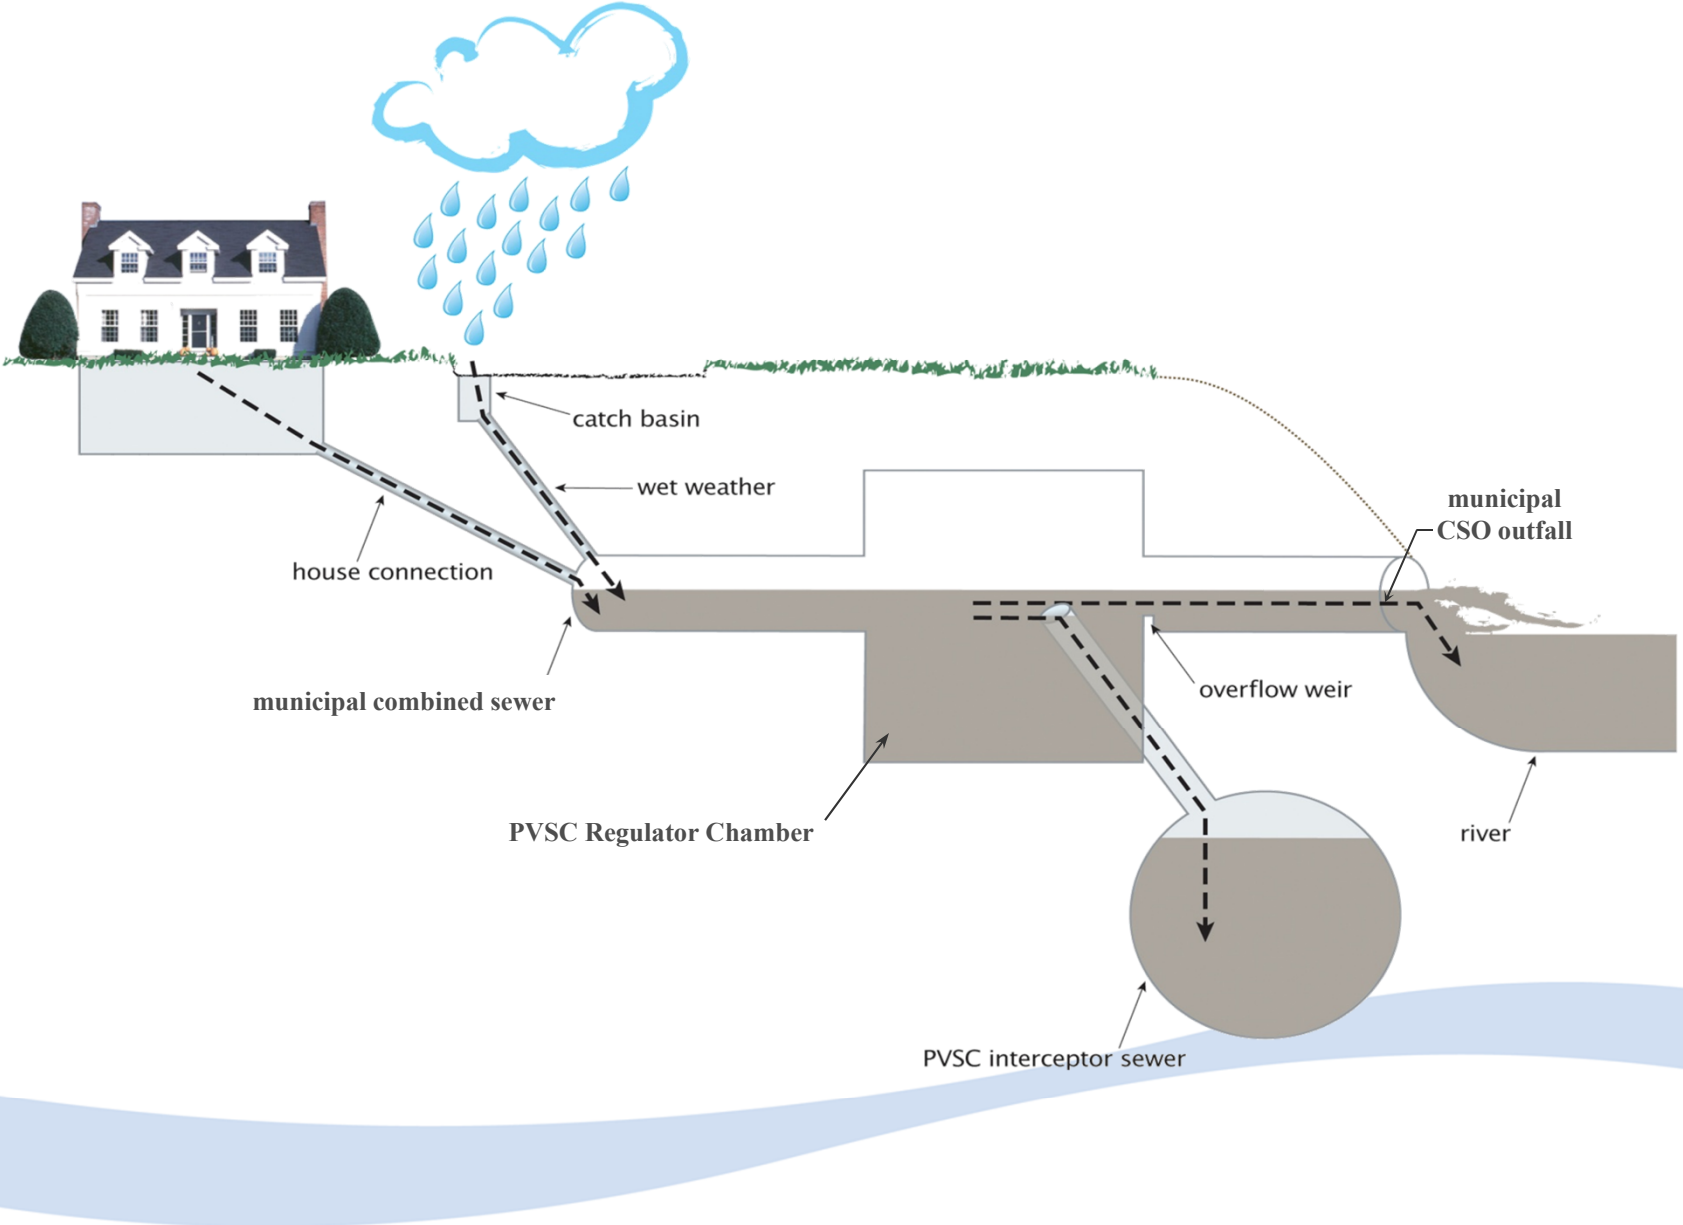 catch basin
wet weather
municipal
CSO outfall
house connection
municipal combined sewer
overflow weir
PVSC Regulator Chamber
river
PVSC interceptor sewer